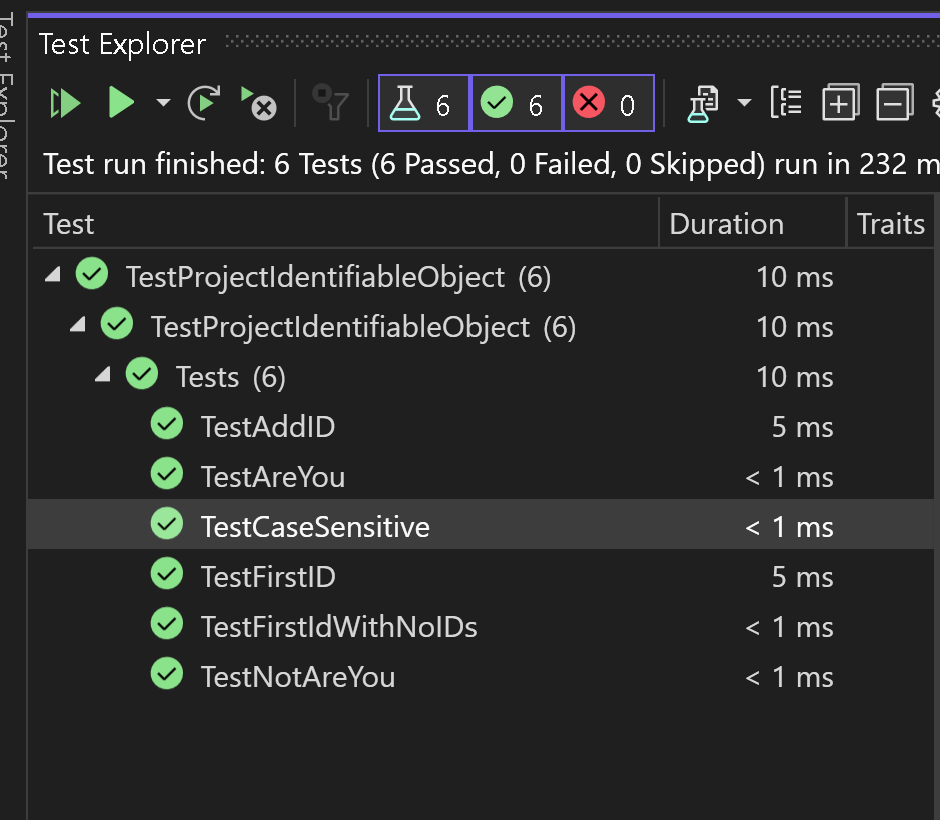 Test Explorer
Test Explorer
6 6 0
Test run finished: 6 Tests (6 Passed, 0 Failed, 0 Skipped) run in 232 m
Test Duration Traits
TestProjectIdentifiableObject (6) 10 ms
TestProjectIdentifiableObject (6) 10 ms
Tests (6) 10 ms
TestAddID 5 ms
TestAreYou < 1 ms
TestCaseSensitive < 1 ms
TestFirstID 5 ms
TestFirstIdWithNoIDs < 1 ms
TestNotAreYou < 1 ms